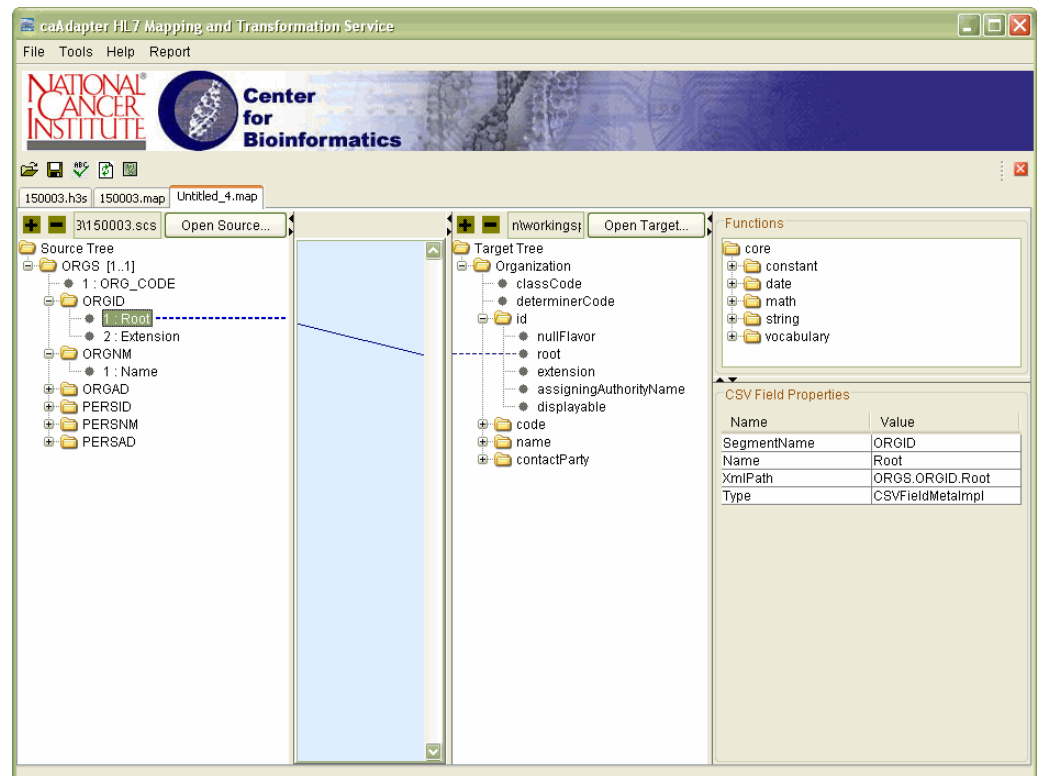 caAdapter HL7 Mapping and Transformation Service
File Tools Help Report
NATIONAL CANCER INSTITUTE
Center
for
Bioinformatics
ABC
150003.h3s 150003.map Untitled_4.map
3\150003.scs Open Source...
Source Tree
ORGS [1..1]
1 : ORG_CODE
ORGID
1 : Root
2 : Extension
ORGNM
1 : Name
ORGAD
PERSID
PERSNM
PERSAD
n\workingsp Open Target...
Target Tree
Organization
classCode
determinerCode
id
nullFlavor
root
extension
assigningAuthorityName
displayable
code
name
contactParty
Functions
core
constant
date
math
string
vocabulary
CSV Field Properties
Name Value
SegmentName ORGID
Name Root
XmlPath ORGS.ORGID.Root
Type CSVFieldMetaImpl